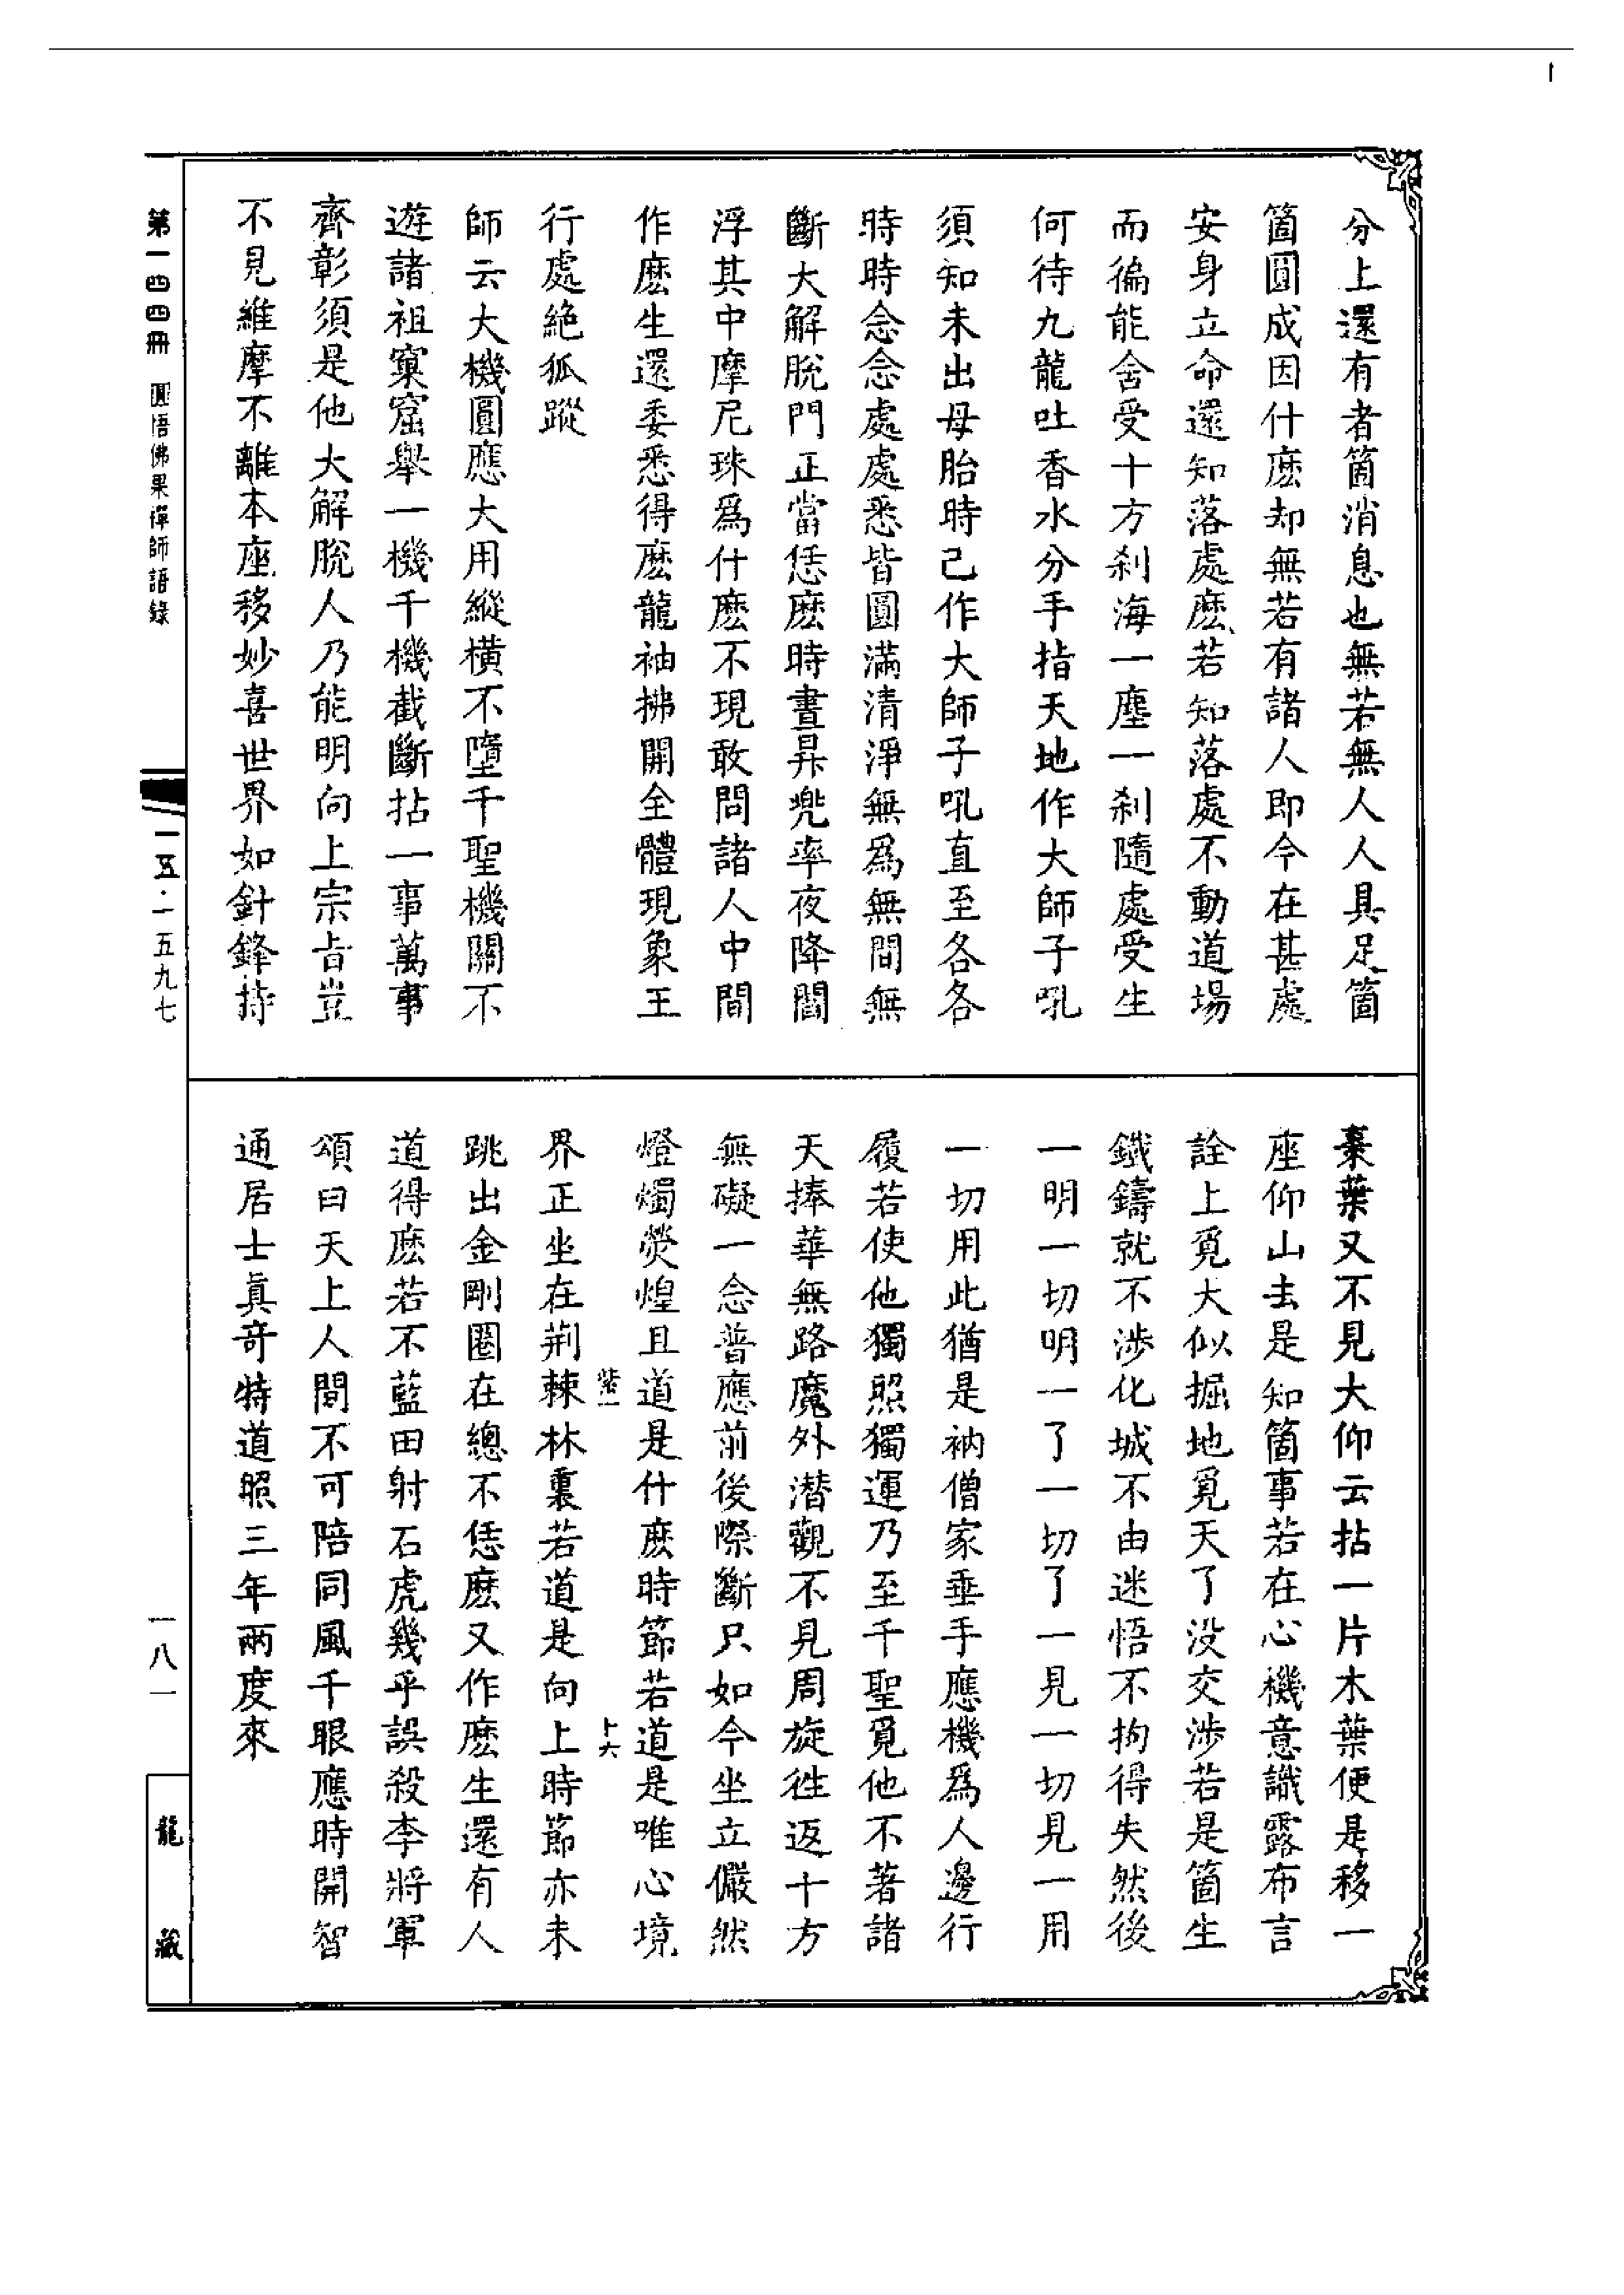 分上還有者箇消息也無若無人人具足箇
箇圓成因什麽却無若有諸人即今在甚處
安身立命還知落處麽若知落處不動道場
而徧能舍受十方刹海一塵一刹隨處受生
何待九龍吐香水分手指天地作大師子吼
須知未出母胎時已作大師子吼直至各各
時時念念處處悉皆圓滿清淨無爲無間無
斷大解脫門正當恁麽時晝昇兜率夜降閻
浮其中摩尼珠爲什麽不現敢問諸人中間
作麽生還委悉得麽龍袖拂開全體現象王
行處絶狐蹤
師云大機圓應大用縱橫不墮千聖機關不
遊諸祖窠窟舉一機千機截斷拈一事萬事
齊彰須是他大解脫人乃能明向上宗旨豈
不見維摩不離本座移妙喜世界如針鋒持
棗葉又不見大仰云拈一片木葉便是移一
座仰山去是知箇事若在心機意識露布言
詮上覓大似掘地覓天了没交涉若是箇生
鐵鑄就不涉化城不由迷悟不拘得失然後
一明一切明一了一切了一見一切見一用
一切用此猶是衲僧家垂手應機爲人邊行
履若使他獨照獨運乃至千聖覓他不著諸
天捧華無路魔外潛觀不見周旋徃返十方
無礙一念普應前後際斷只如今坐立儼然
燈燭熒煌且道是什麽時節若道是唯心境
紫一
上六
界正坐在荆棘林裏若道是向上時節亦未
跳出金剛圈在總不恁麽又作麽生還有人
道得麽若不藍田射石虎幾乎誤殺李將軍
頌曰天上人間不可陪同風千眼應時開智
通居士真奇特道照三年兩度來
第一四四冊
圓悟佛果禪師語錄
一五·一五九七
一八一
龍藏